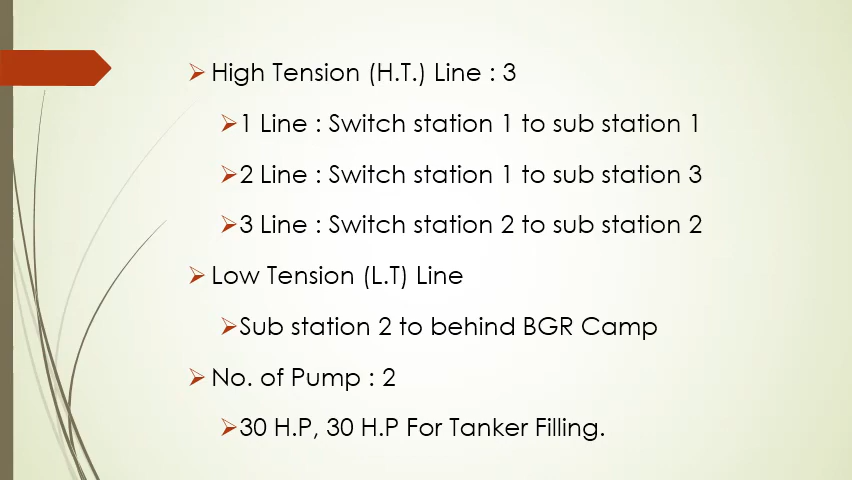 High Tension (H.T.) Line : 3
1 Line : Switch station 1 to sub station 1
2 Line : Switch station 1 to sub station 3
3 Line : Switch station 2 to sub station 2
Low Tension (L.T) Line
Sub station 2 to behind BGR Camp
No. of Pump : 2
30 H.P, 30 H.P For Tanker Filling.